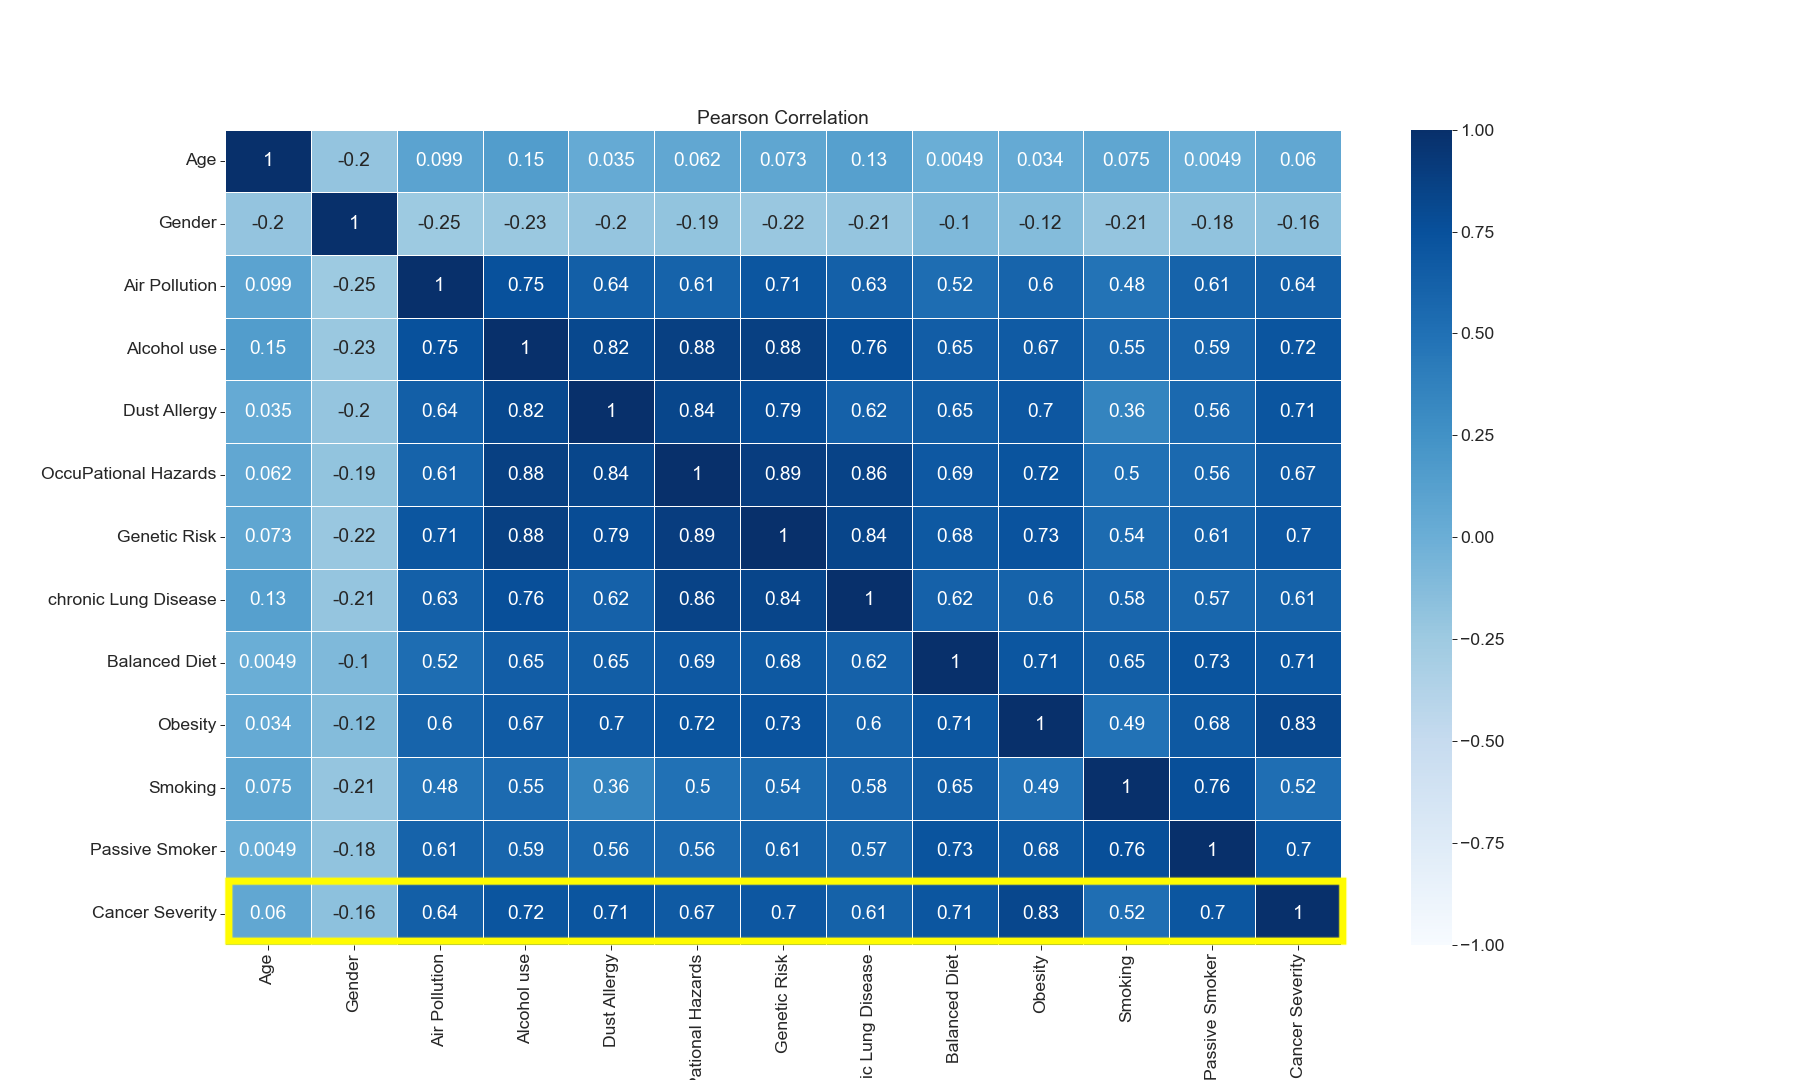 Pearson Correlation
Age 1 -0.2 0.099 0.15 0.035 0.062 0.073 0.13 0.0049 0.034 0.075 0.0049 0.06
Gender -0.2 1 -0.25 -0.23 -0.2 -0.19 -0.22 -0.21 -0.1 -0.12 -0.21 -0.18 -0.16
Air Pollution 0.099 -0.25 1 0.75 0.64 0.61 0.71 0.63 0.52 0.6 0.48 0.61 0.64
Alcohol use 0.15 -0.23 0.75 1 0.82 0.88 0.88 0.76 0.65 0.67 0.55 0.59 0.72
Dust Allergy 0.035 -0.2 0.64 0.82 1 0.84 0.79 0.62 0.65 0.7 0.36 0.56 0.71
OccuPational Hazards 0.062 -0.19 0.61 0.88 0.84 1 0.89 0.86 0.69 0.72 0.5 0.56 0.67
Genetic Risk 0.073 -0.22 0.71 0.88 0.79 0.89 1 0.84 0.68 0.73 0.54 0.61 0.7
chronic Lung Disease 0.13 -0.21 0.63 0.76 0.62 0.86 0.84 1 0.62 0.6 0.58 0.57 0.61
Balanced Diet 0.0049 -0.1 0.52 0.65 0.65 0.69 0.68 0.62 1 0.71 0.65 0.73 0.71
Obesity 0.034 -0.12 0.6 0.67 0.7 0.72 0.73 0.6 0.71 1 0.49 0.68 0.83
Smoking 0.075 -0.21 0.48 0.55 0.36 0.5 0.54 0.58 0.65 0.49 1 0.76 0.52
Passive Smoker 0.0049 -0.18 0.61 0.59 0.56 0.56 0.61 0.57 0.73 0.68 0.76 1 0.7
Cancer Severity 0.06 -0.16 0.64 0.72 0.71 0.67 0.7 0.61 0.71 0.83 0.52 0.7 1
Age
Gender
Air Pollution
Alcohol use
Dust Allergy
Pational Hazards
Genetic Risk
ic Lung Disease
Balanced Diet
Obesity
Smoking
Passive Smoker
Cancer Severity
1.00
0.75
0.50
0.25
0.00
−0.25
−0.50
−0.75
−1.00